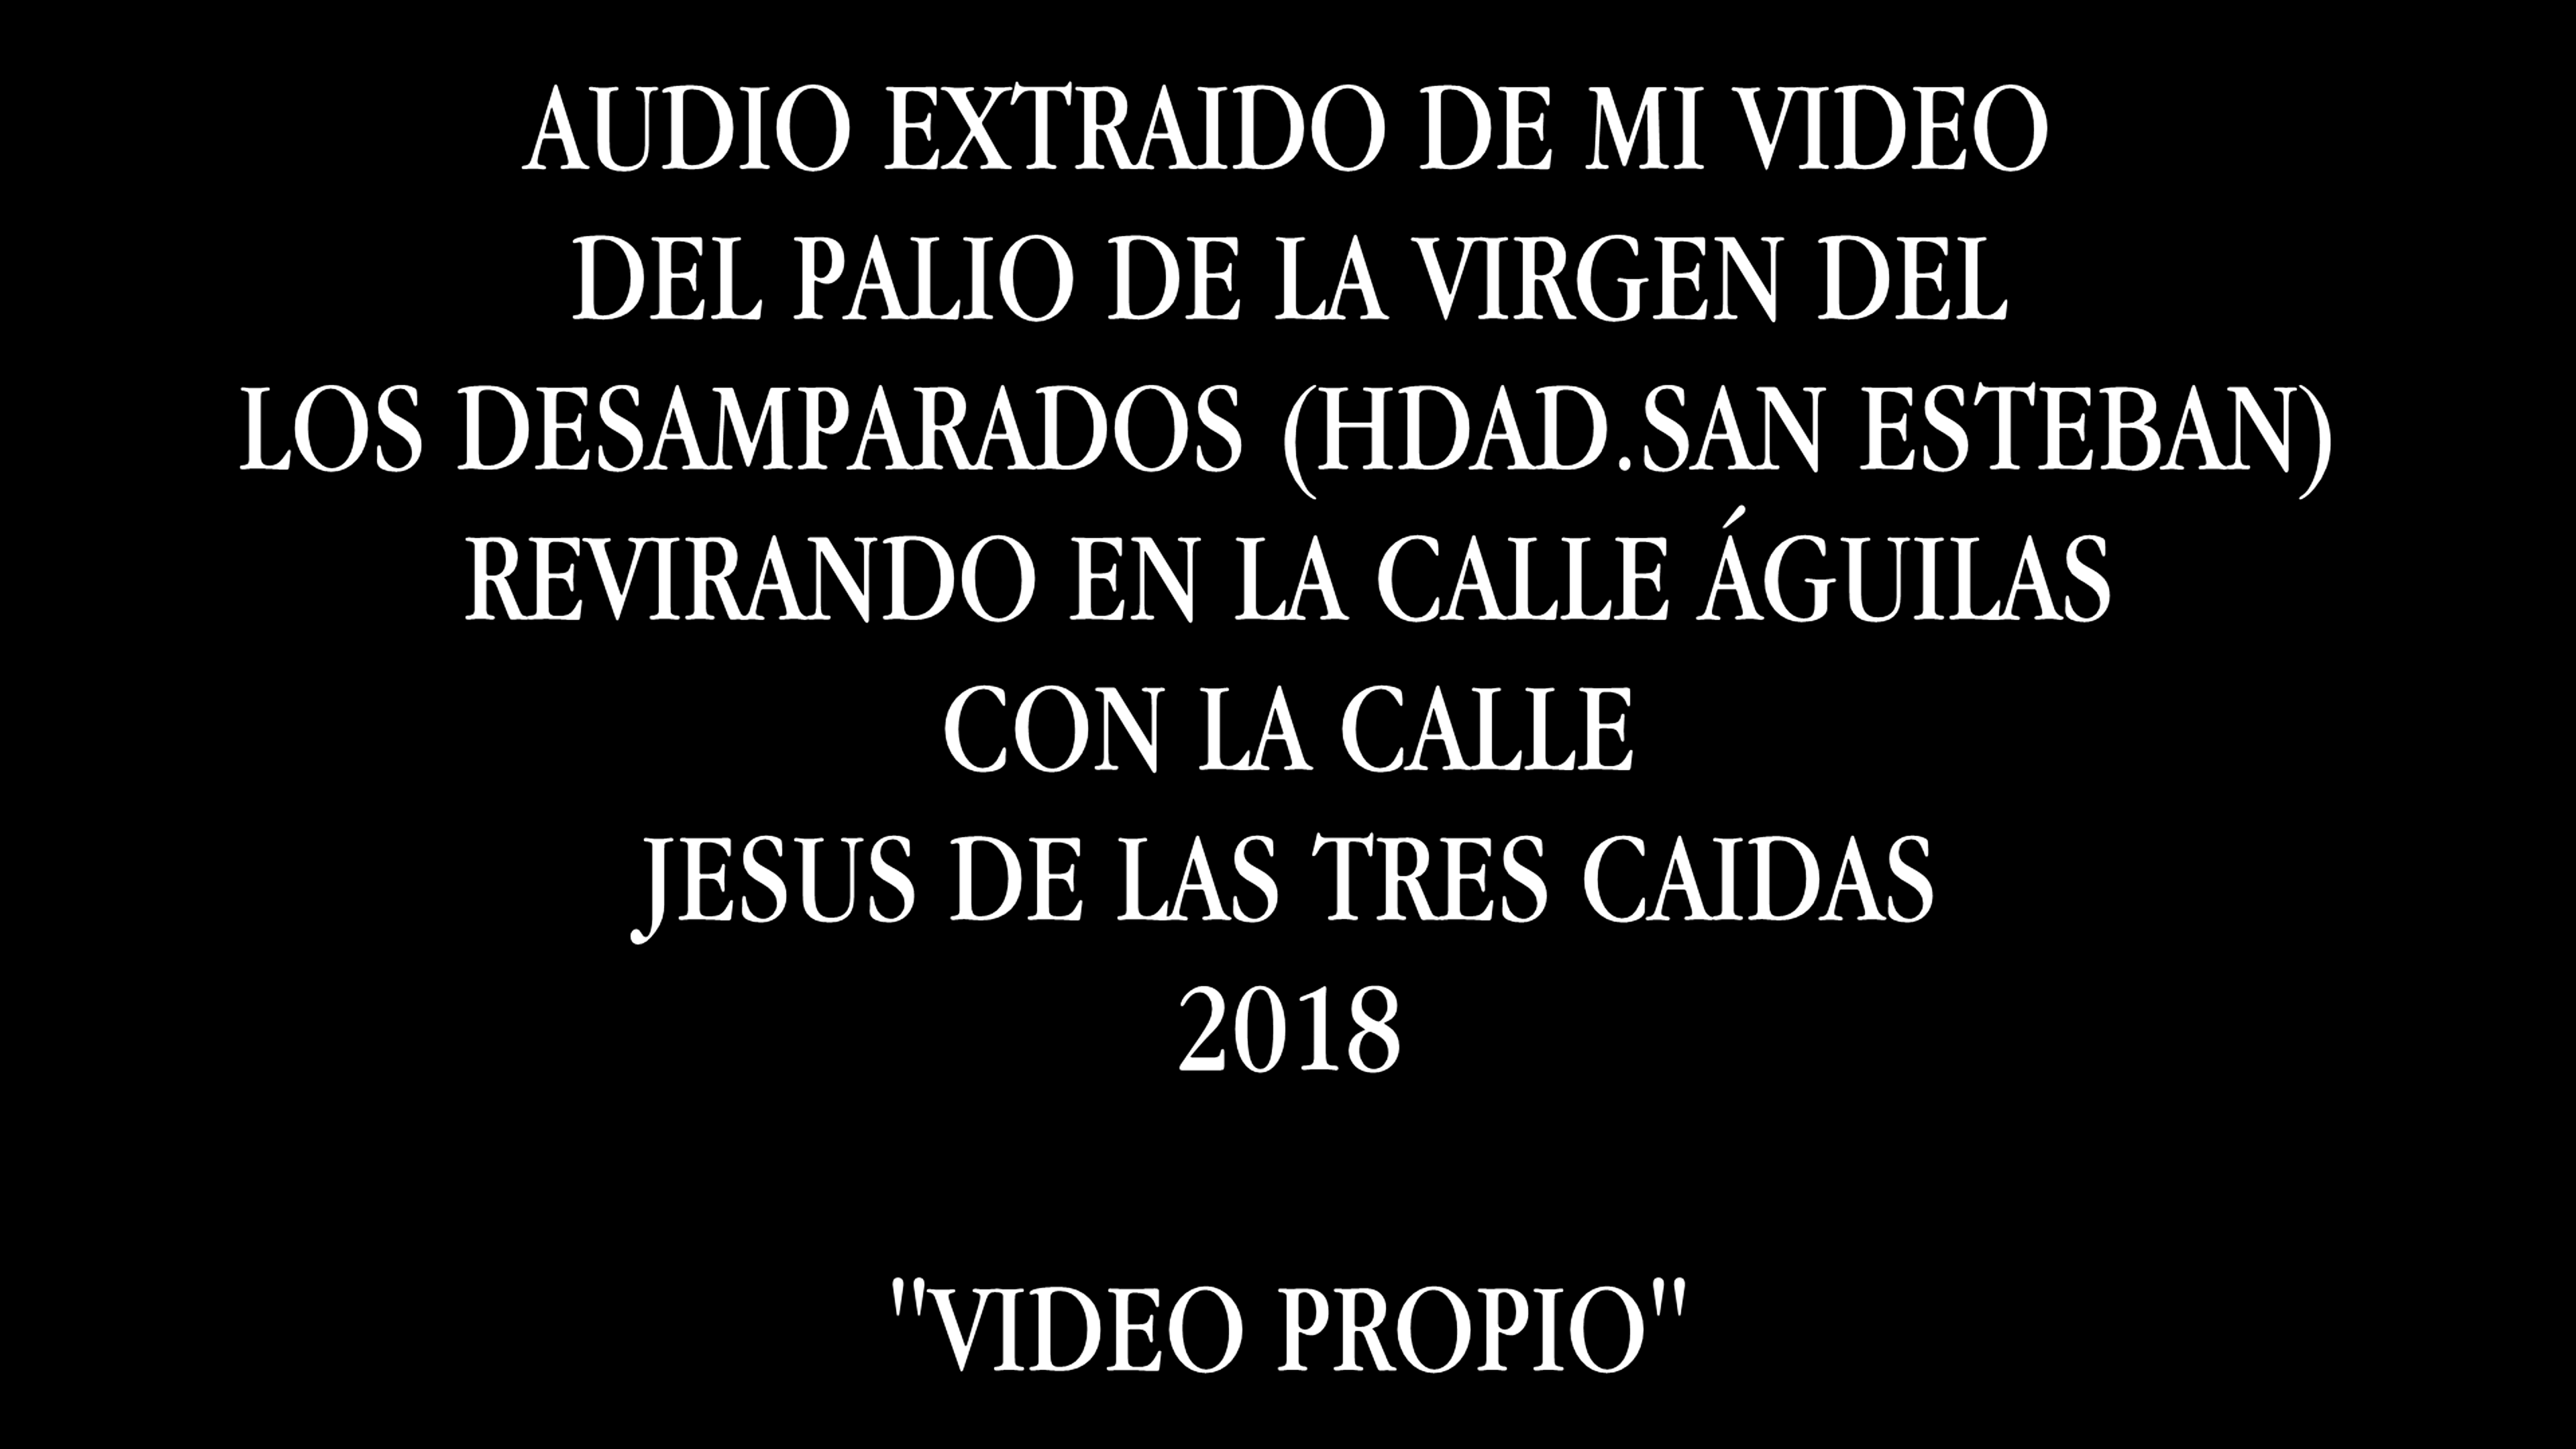 AUDIO EXTRAIDO DE MI VIDEO
DEL PALIO DE LA VIRGEN DEL
LOS DESAMPARADOS (HDAD.SAN ESTEBAN)
REVIRANDO EN LA CALLE ÁGUILAS
CON LA CALLE
JESUS DE LAS TRES CAIDAS
2018
"VIDEO PROPIO"